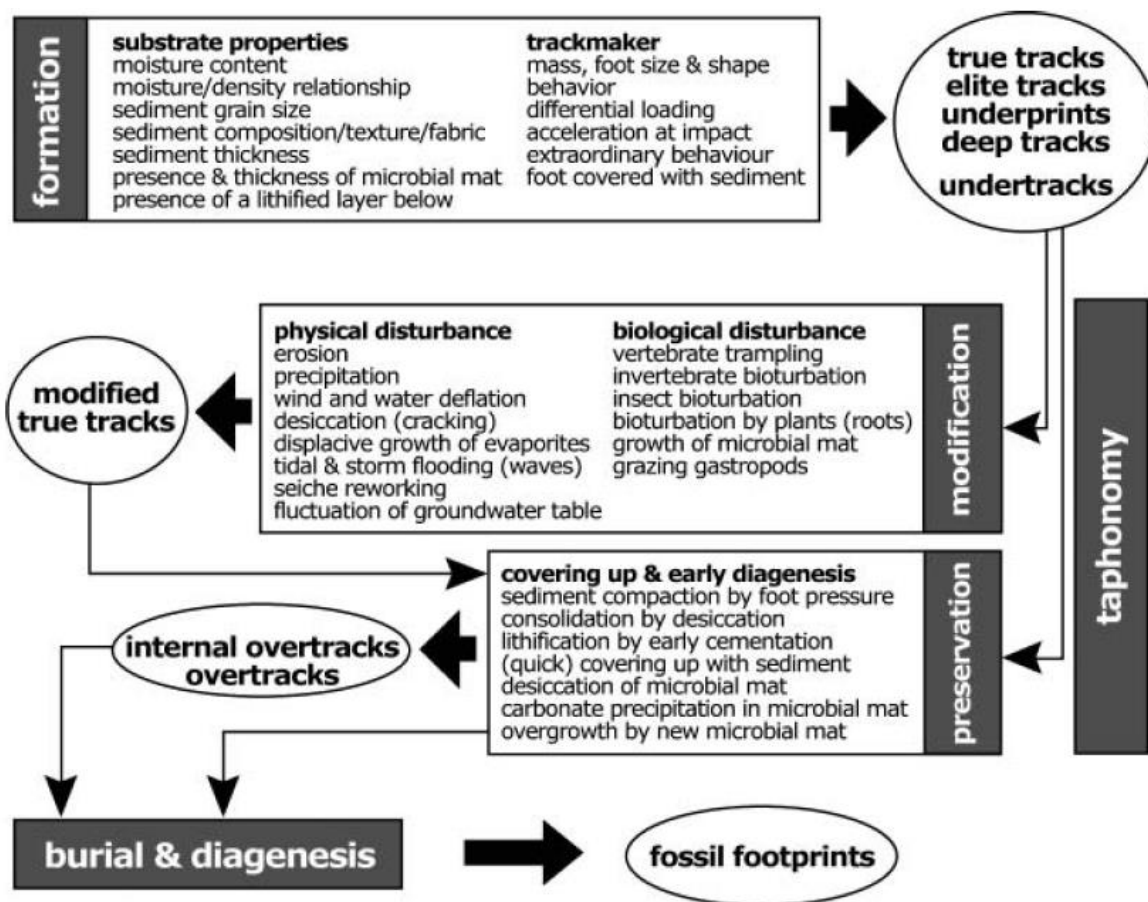 formation
substrate properties
moisture content
moisture/density relationship
sediment grain size
sediment composition/texture/fabric
sediment thickness
presence & thickness of microbial mat
presence of a lithified layer below
trackmaker
mass, foot size & shape
behavior
differential loading
acceleration at impact
extraordinary behaviour
foot covered with sediment
true tracks
elite tracks
underprints
deep tracks
undertracks
modified
true tracks
physical disturbance
erosion
precipitation
wind and water deflation
desiccation (cracking)
displacive growth of evaporites
tidal & storm flooding (waves)
seiche reworking
fluctuation of groundwater table
biological disturbance
vertebrate trampling
invertebrate bioturbation
insect bioturbation
bioturbation by plants (roots)
growth of microbial mat
grazing gastropods
modification
taphonomy
internal overtracks
overtracks
covering up & early diagenesis
sediment compaction by foot pressure
consolidation by desiccation
lithification by early cementation
(quick) covering up with sediment
desiccation of microbial mat
carbonate precipitation in microbial mat
overgrowth by new microbial mat
preservation
burial & diagenesis
fossil footprints